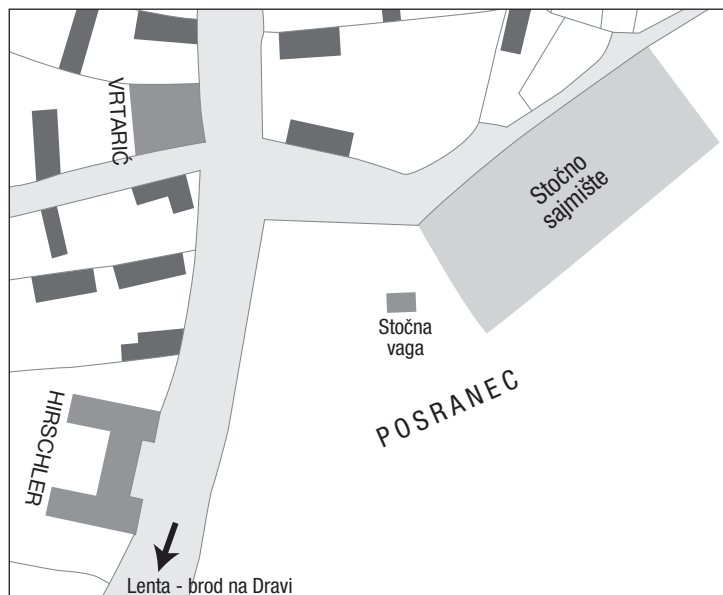 VRTARIĆ
Stočno
sajmište
Stočna
vaga
POSRANEC
HIRSCHLER
Lenta - brod na Dravi